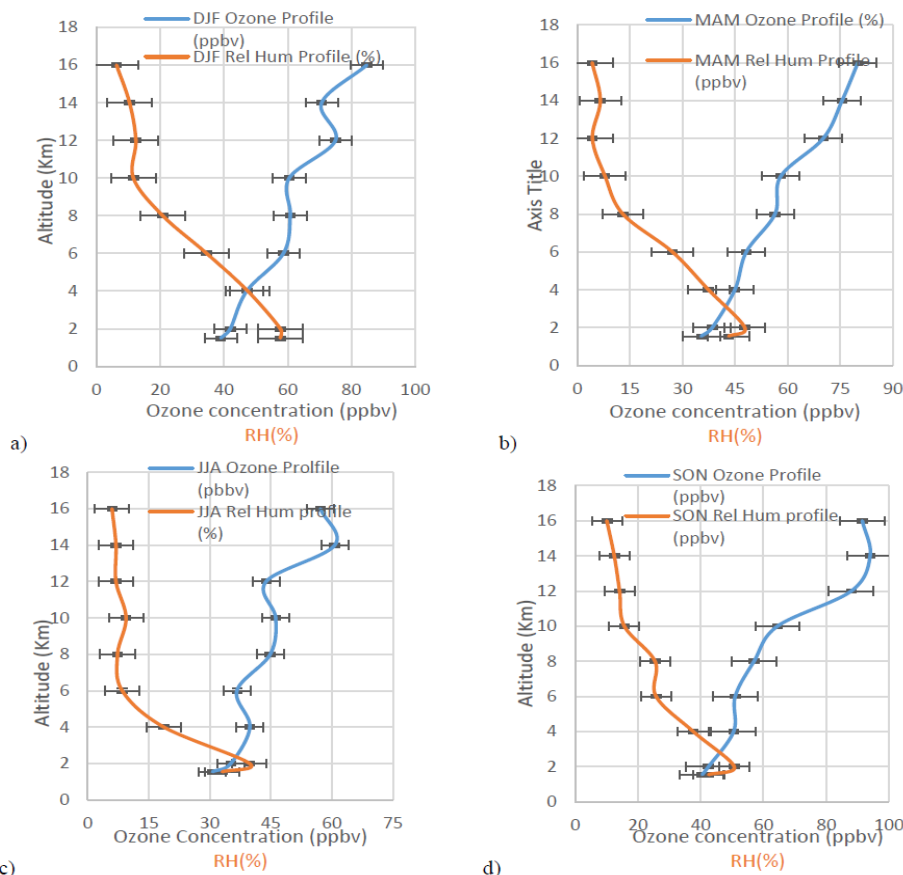 a)
DJF Ozone Profile
(ppbv)
DJF Rel Hum Profile (%)
Altitude (Km)
18
16
14
12
10
8
6
4
2
0
0 20 40 60 80 100
Ozone concentration (ppbv)
RH(%)
b)
MAM Ozone Profile (%)
MAM Rel Hum Profile
(ppbv)
Axis Title
18
16
14
12
10
8
6
4
2
0
0 15 30 45 60 75 90
Ozone concentration (ppbv)
RH(%)
c)
JJA Ozone Prolfile
(pbbv)
JJA Rel Hum profile
(%)
Altitude (Km)
18
16
14
12
10
8
6
4
2
0
0 15 30 45 60 75
Ozone Concentration (ppbv)
RH(%)
d)
SON Ozone Profile
(ppbv)
SON Rel Hum profile
(ppbv)
Altitude (Km)
18
16
14
12
10
8
6
4
2
0
0 20 40 60 80 100
Ozone concentration (ppbv)
RH(%)